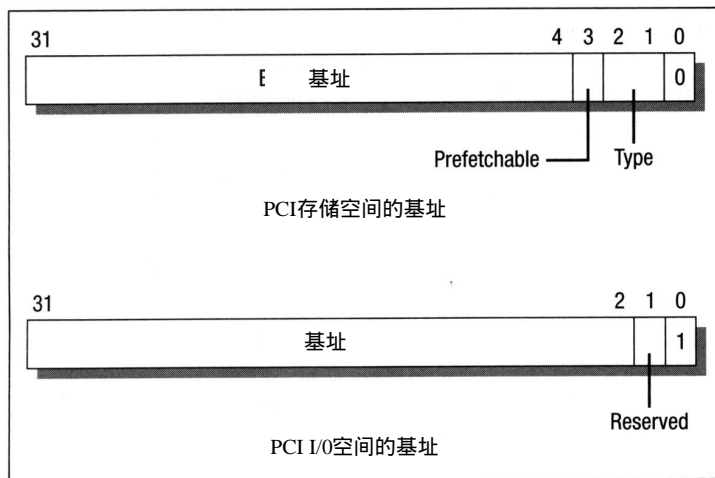 31 4 3 2 1 0
基址 0
Prefetchable Type
PCI存储空间的基址
31 2 1 0
基址 1
Reserved
PCI I/0空间的基址